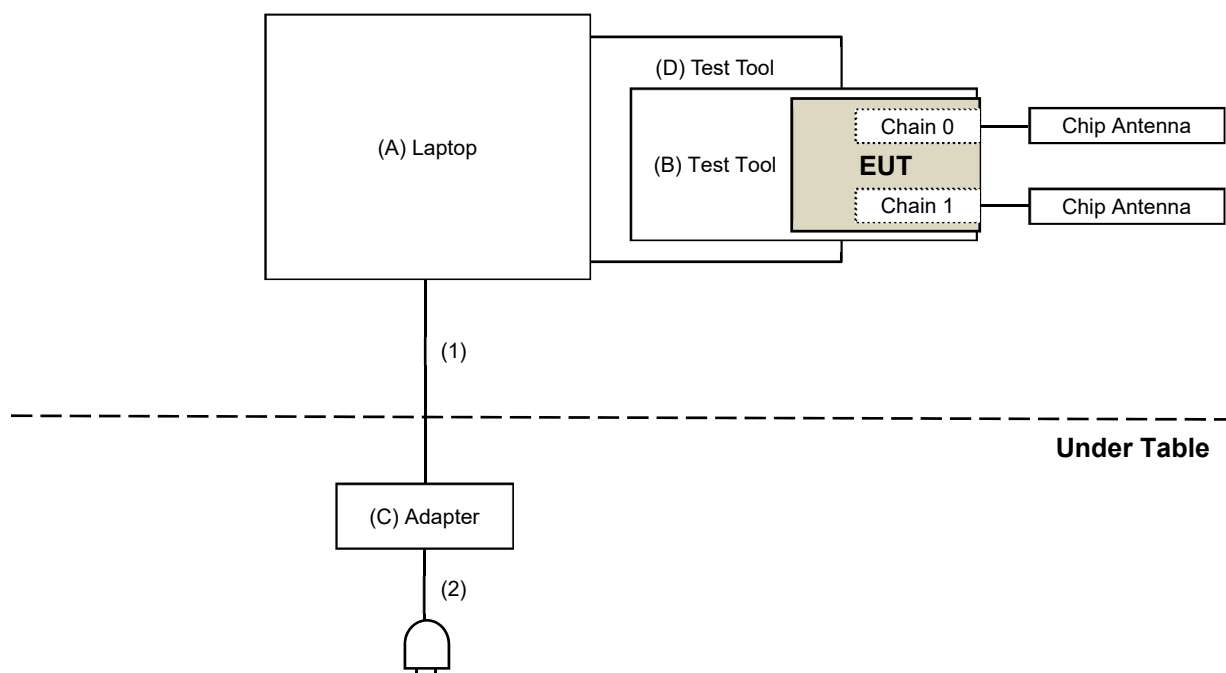 (D) Test Tool
Chain 0
Chip Antenna
(A) Laptop
(B) Test Tool
EUT
Chain 1
Chip Antenna
(1)
Under Table
(C) Adapter
(2)